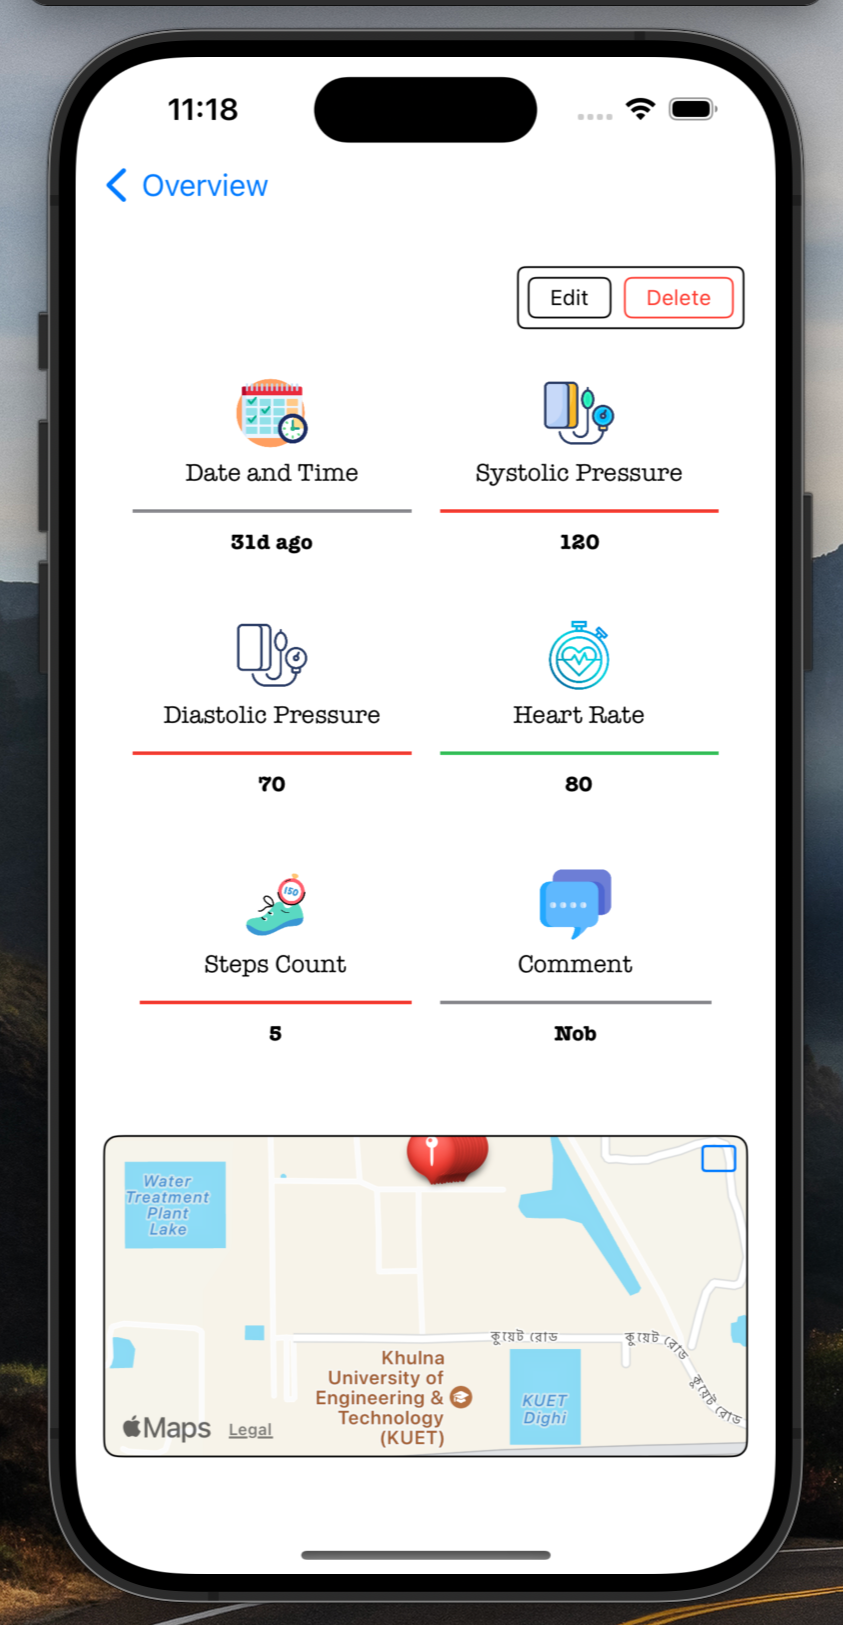 11:18
Overview
Edit
Delete
Date and Time
Systolic Pressure
31d ago
120
Diastolic Pressure
Heart Rate
70
80
150
Steps Count
Comment
5
Nob
Water
Treatment
Plant
Lake
কুয়েট রোড
কুয়েট রোড
কুয়েট রোড
Khulna
University of
Engineering &
Technology
(KUET)
KUET
Dighi
Maps
Legal